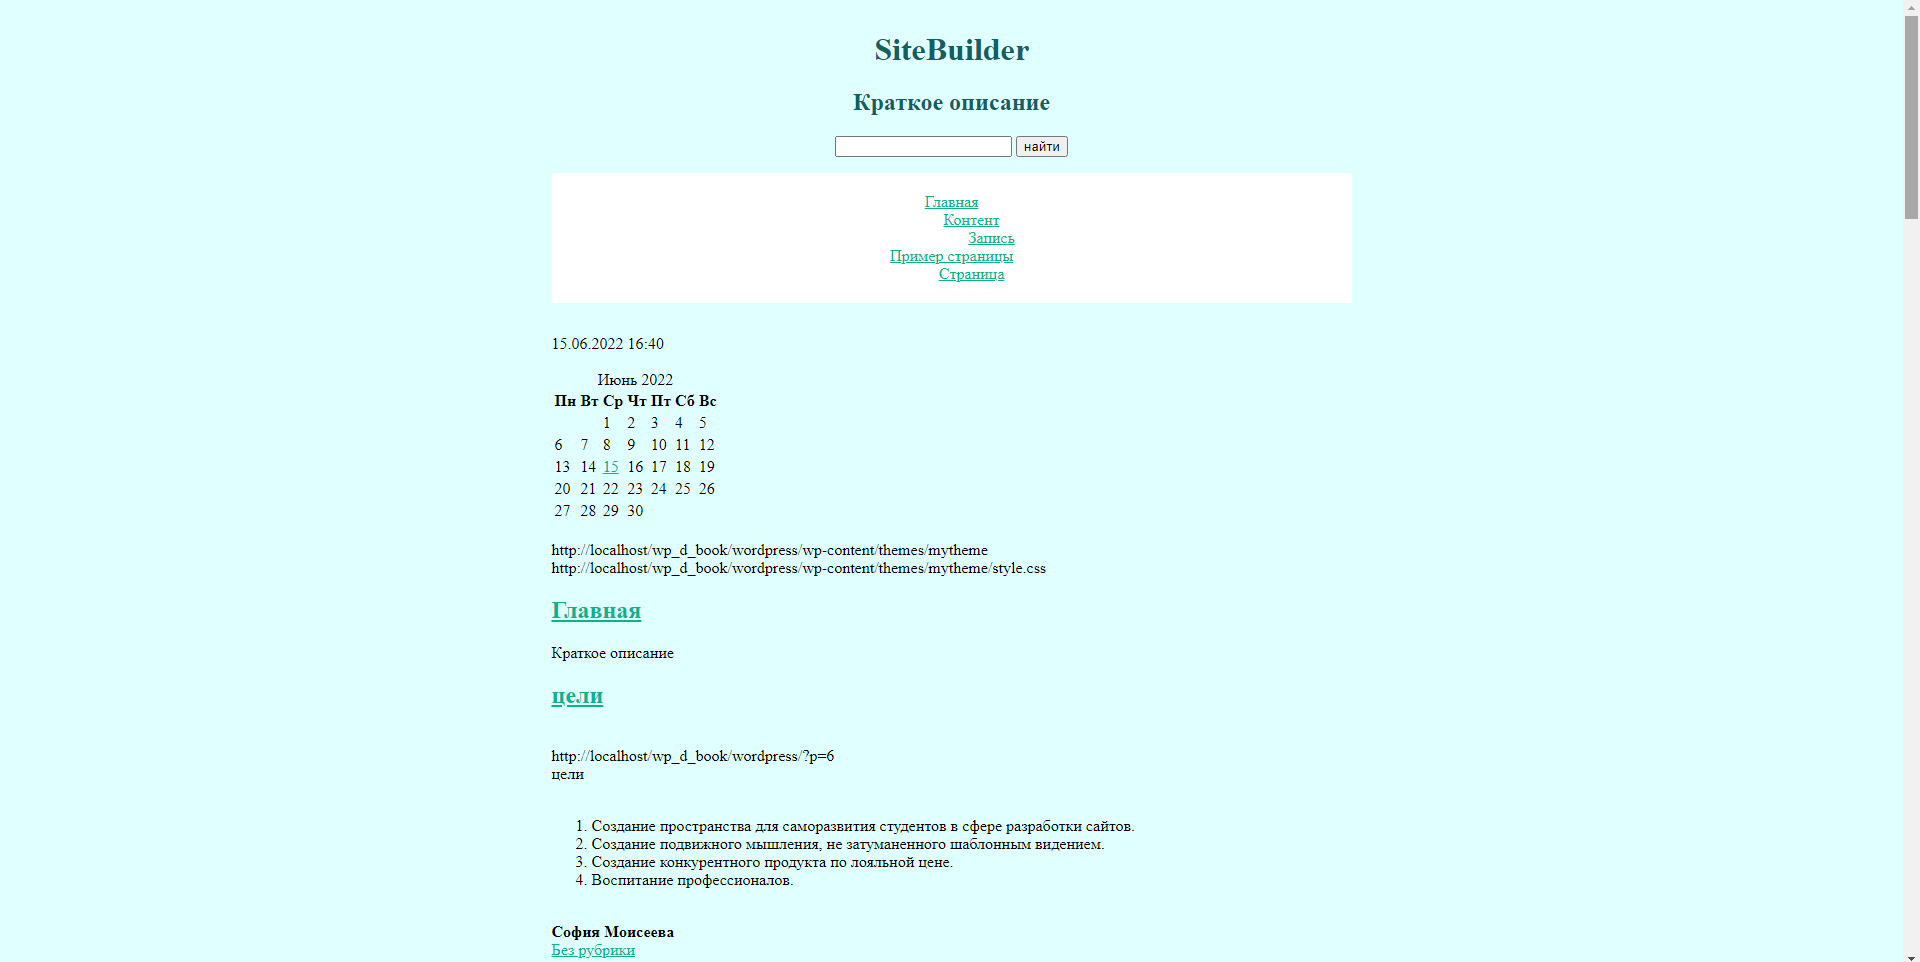 SiteBuilder
Краткое описание
найти
Главная
Контент
Запись
Пример страницы
Страница
15.06.2022 16:40
Июнь 2022
Пн Вт Ср Чт Пт Сб Вс
1 2 3 4 5
6 7 8 9 10 11 12
13 14 15 16 17 18 19
20 21 22 23 24 25 26
27 28 29 30
http://localhost/wp_d_book/wordpress/wp-content/themes/mytheme
http://localhost/wp_d_book/wordpress/wp-content/themes/mytheme/style.css
Главная
Краткое описание
цели
http://localhost/wp_d_book/wordpress/?p=6
цели
1. Создание пространства для саморазвития студентов в сфере разработки сайтов.
2. Создание подвижного мышления, не затуманенного шаблонным видением.
3. Создание конкурентного продукта по лояльной цене.
4. Воспитание профессионалов.
София Моисеева
Без рубрики